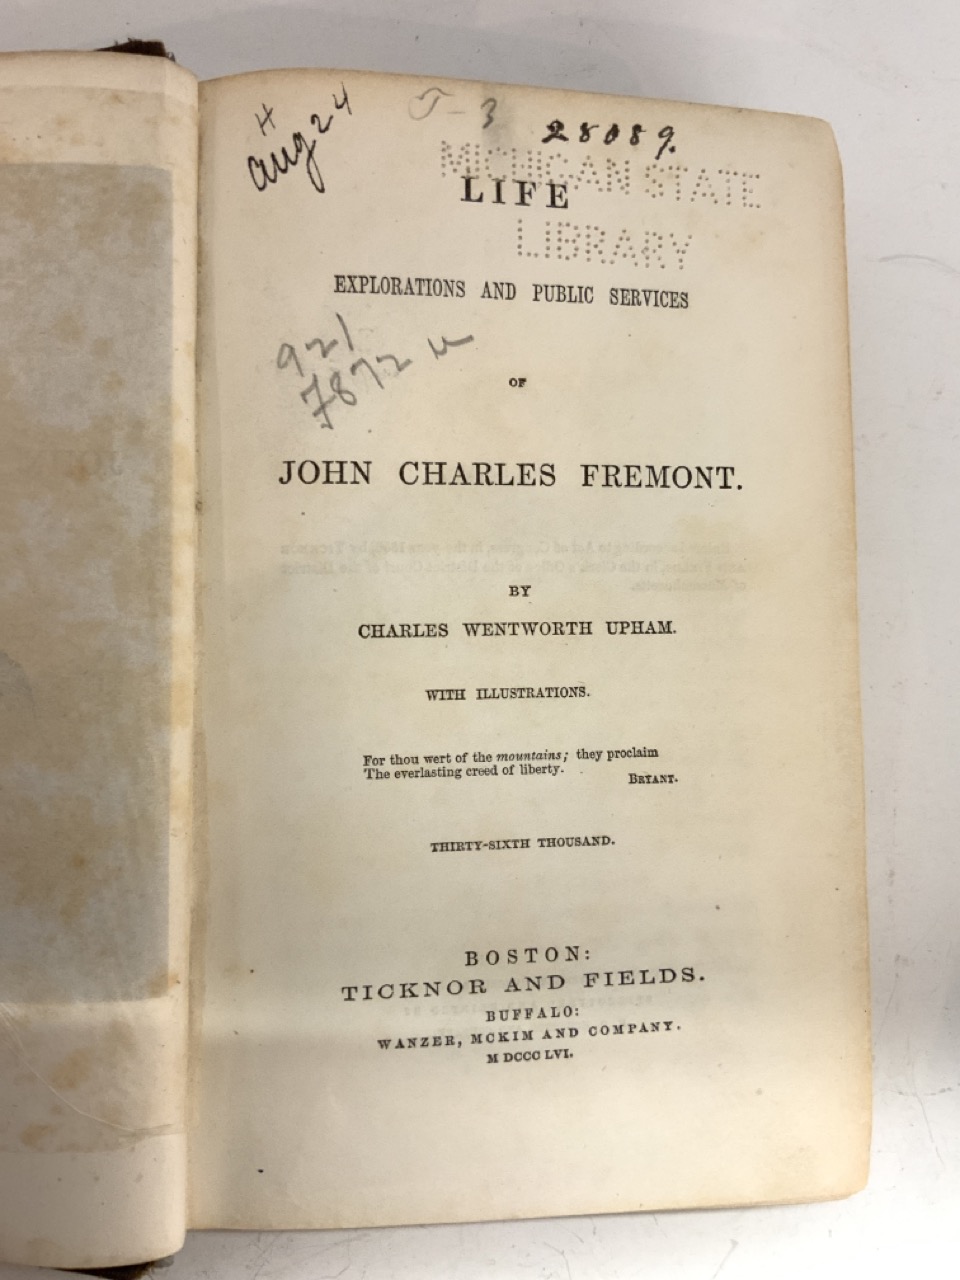 H
aug 24
J-3
28089.
MICHIGAN STATE
LIBRARY
LIFE
EXPLORATIONS AND PUBLIC SERVICES
921
7872 u
OF
JOHN CHARLES FREMONT.
BY
CHARLES WENTWORTH UPHAM.
WITH ILLUSTRATIONS.
For thou wert of the mountains; they proclaim
The everlasting creed of liberty.
BRYANT.
THIRTY-SIXTH THOUSAND.
BOSTON:
TICKNOR AND FIELDS.
BUFFALO:
WANZER, MCKIM AND COMPANY.
M DCCC LVI.